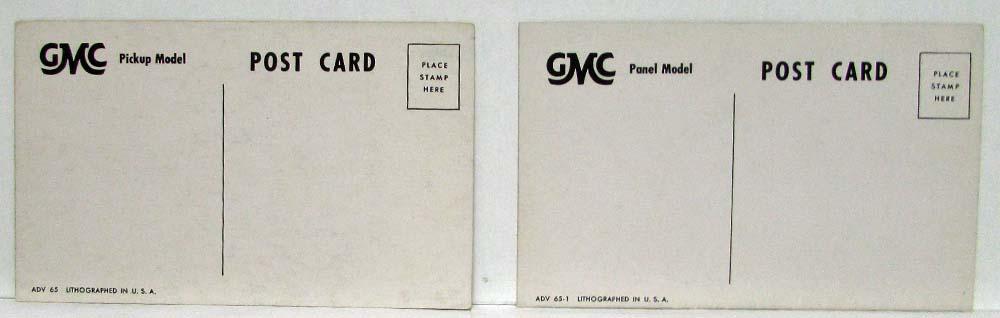 GMC Pickup Model
POST CARD
PLACE
STAMP
HERE
ADV 65 LITHOGRAPHED IN U. S. A.
GMC Panel Model
POST CARD
PLACE
STAMP
HERE
ADV 65-1 LITHOGRAPHED IN U. S. A.